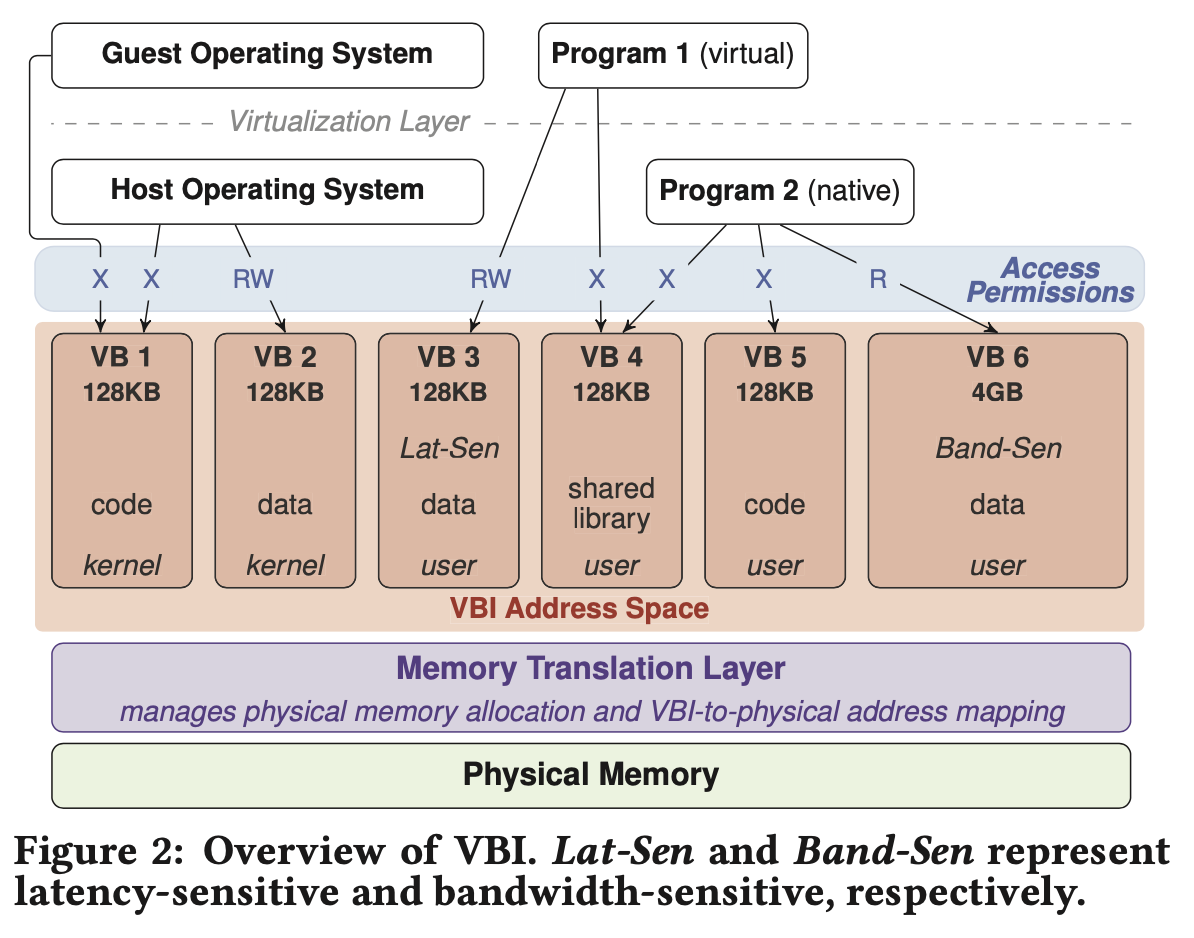 Guest Operating System
Program 1 (virtual)
Virtualization Layer
Host Operating System
Program 2 (native)
X
X
RW
RW
X
X
X
R
Access
Permissions
VB 1
128KB
code
kernel
VB 2
128KB
data
kernel
VB 3
128KB
Lat-Sen
data
user
VB 4
128KB
shared
library
user
VB 5
128KB
code
user
VB 6
4GB
Band-Sen
data
user
VBI Address Space
Memory Translation Layer
manages physical memory allocation and VBI-to-physical address mapping
Physical Memory
Figure 2: Overview of VBI. Lat-Sen and Band-Sen represent
latency-sensitive and bandwidth-sensitive, respectively.